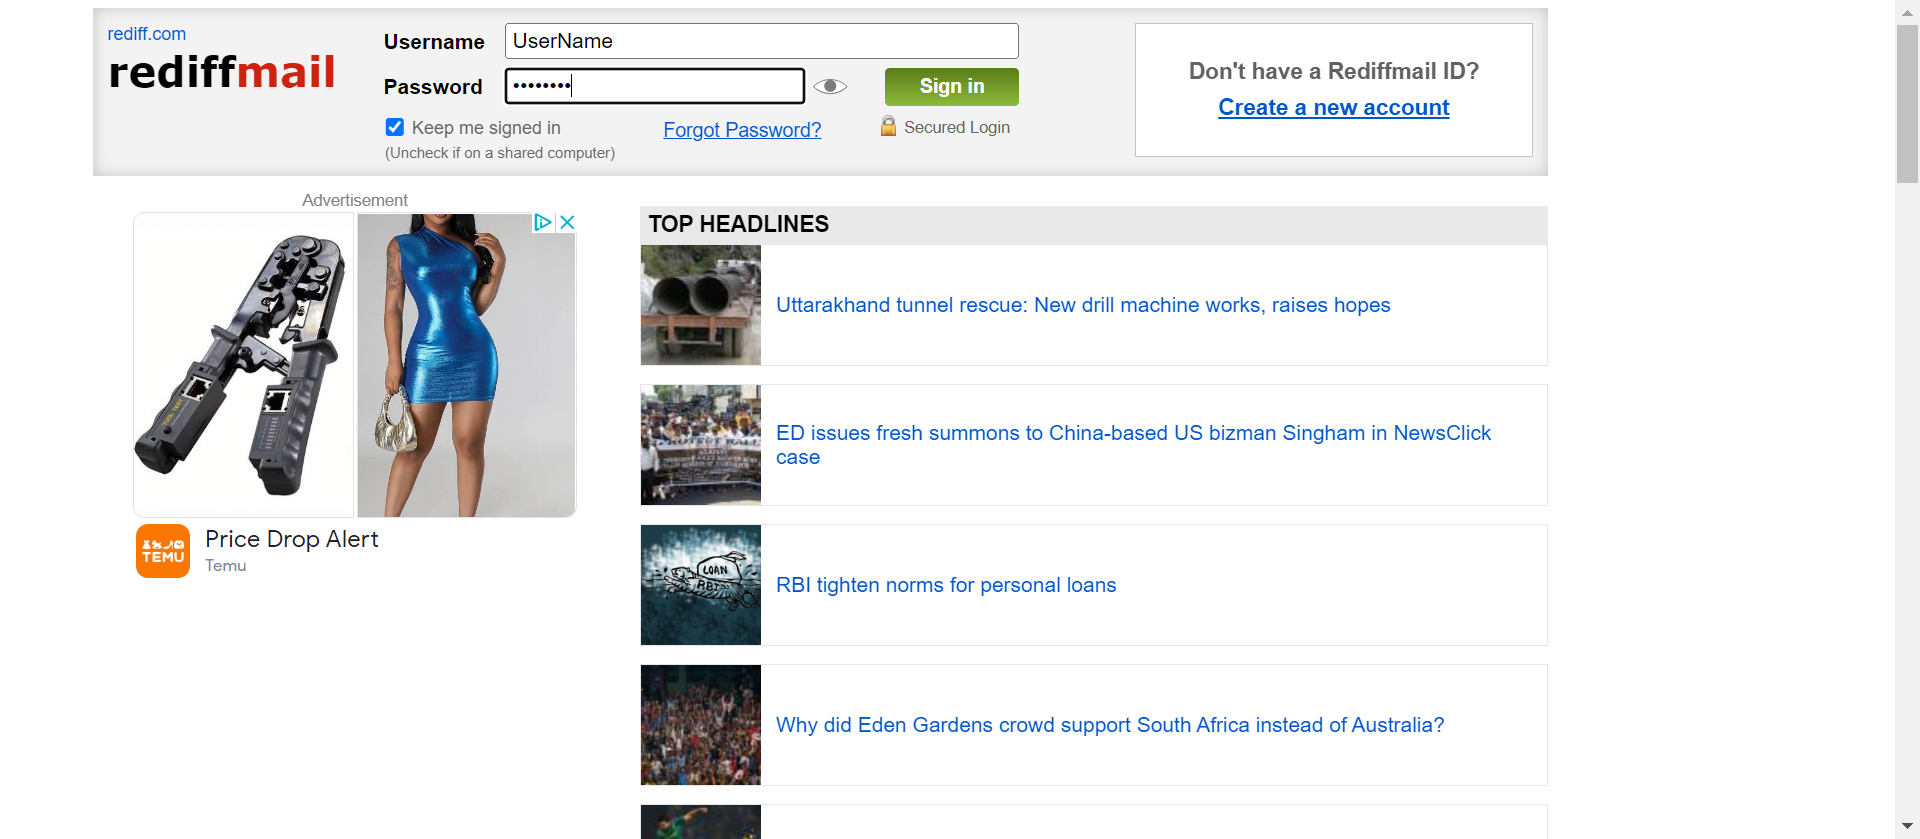 rediff.com
rediffmail
Username
UserName
Password
••••••••
Sign in
Keep me signed in
(Uncheck if on a shared computer)
Forgot Password?
Secured Login
Don't have a Rediffmail ID?
Create a new account
Advertisement
TEMU
Price Drop Alert
Temu
TOP HEADLINES
Uttarakhand tunnel rescue: New drill machine works, raises hopes
ED issues fresh summons to China-based US bizman Singham in NewsClick
case
LOAN
RBI
RBI tighten norms for personal loans
Why did Eden Gardens crowd support South Africa instead of Australia?